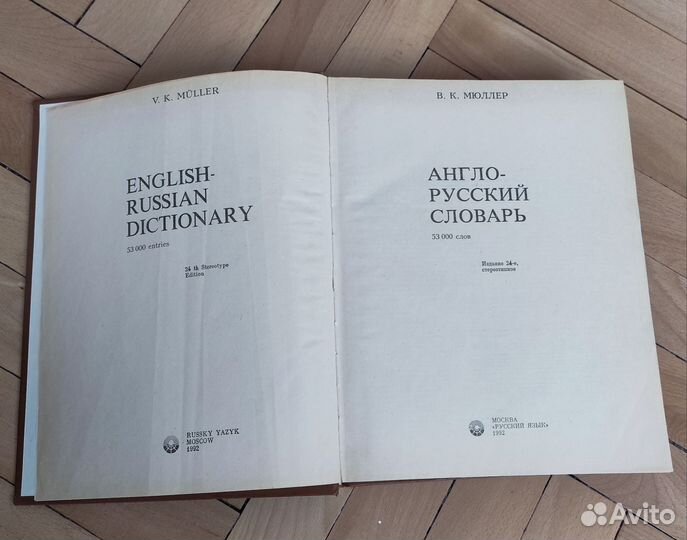 V. K. MÜLLER
ENGLISH-
RUSSIAN
DICTIONARY
53 000 entries
24 th Stereotype
Edition
RUSSKY YAZYK
MOSCOW
1992
В. К. МЮЛЛЕР
АНГЛО-
РУССКИЙ
СЛОВАРЬ
53 000 слов
Издание 24-е,
стереотипное
МОСКВА
«РУССКИЙ ЯЗЫК»
1992
Avito